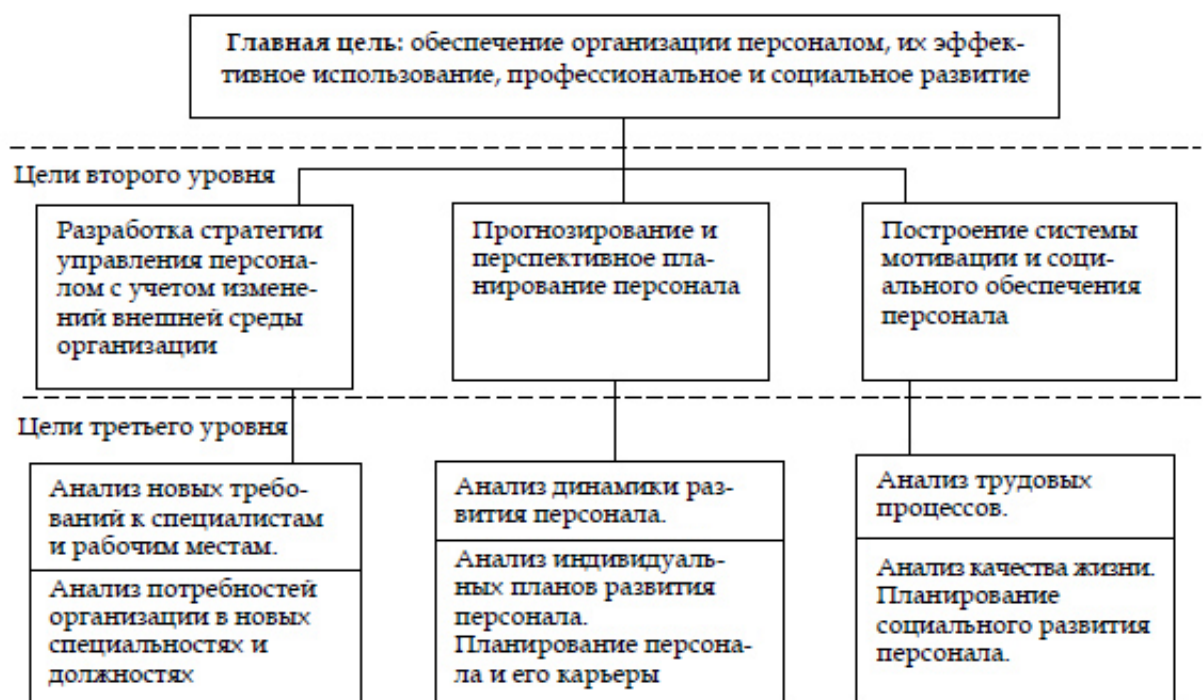 Главная цель: обеспечение организации персоналом, их эффек-
тивное использование, профессиональное и социальное развитие
Цели второго уровня
Разработка стратегии
управления персона-
лом с учетом измене-
ний внешней среды
организации
Прогнозирование и
перспективное пла-
нирование персонала
Построение системы
мотивации и соци-
ального обеспечения
персонала
Цели третьего уровня
Анализ новых требо-
ваний к специалистам
и рабочим местам.
Анализ потребностей
организации в новых
специальностях и
должностях
Анализ динамики раз-
вития персонала.
Анализ индивидуаль-
ных планов развития
персонала.
Планирование персона-
ла и его карьеры
Анализ трудовых
процессов.
Анализ качества жизни.
Планирование
социального развития
персонала.